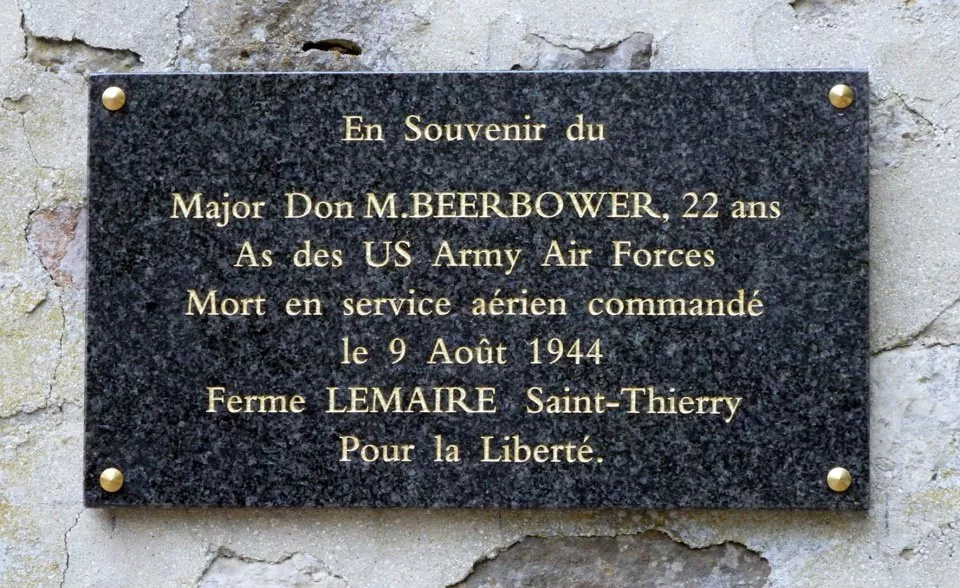 En Souvenir du
Major Don M.BEERBOWER, 22 ans
As des US Army Air Forces
Mort en service aérien commandé
le 9 Août 1944
Ferme LEMAIRE Saint-Thierry
Pour la Liberté.